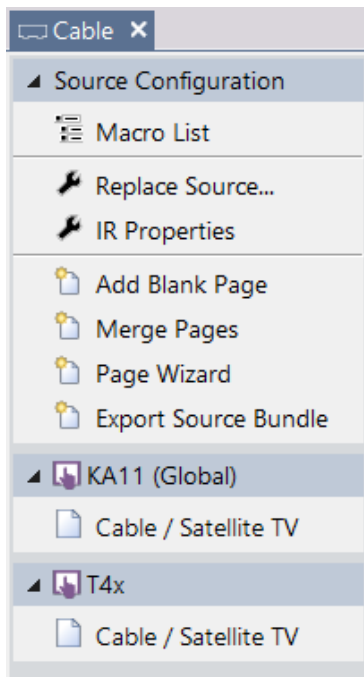 Cable
Source Configuration
Macro List
Replace Source...
IR Properties
Add Blank Page
Merge Pages
Page Wizard
Export Source Bundle
KA11 (Global)
Cable / Satellite TV
T4x
Cable / Satellite TV